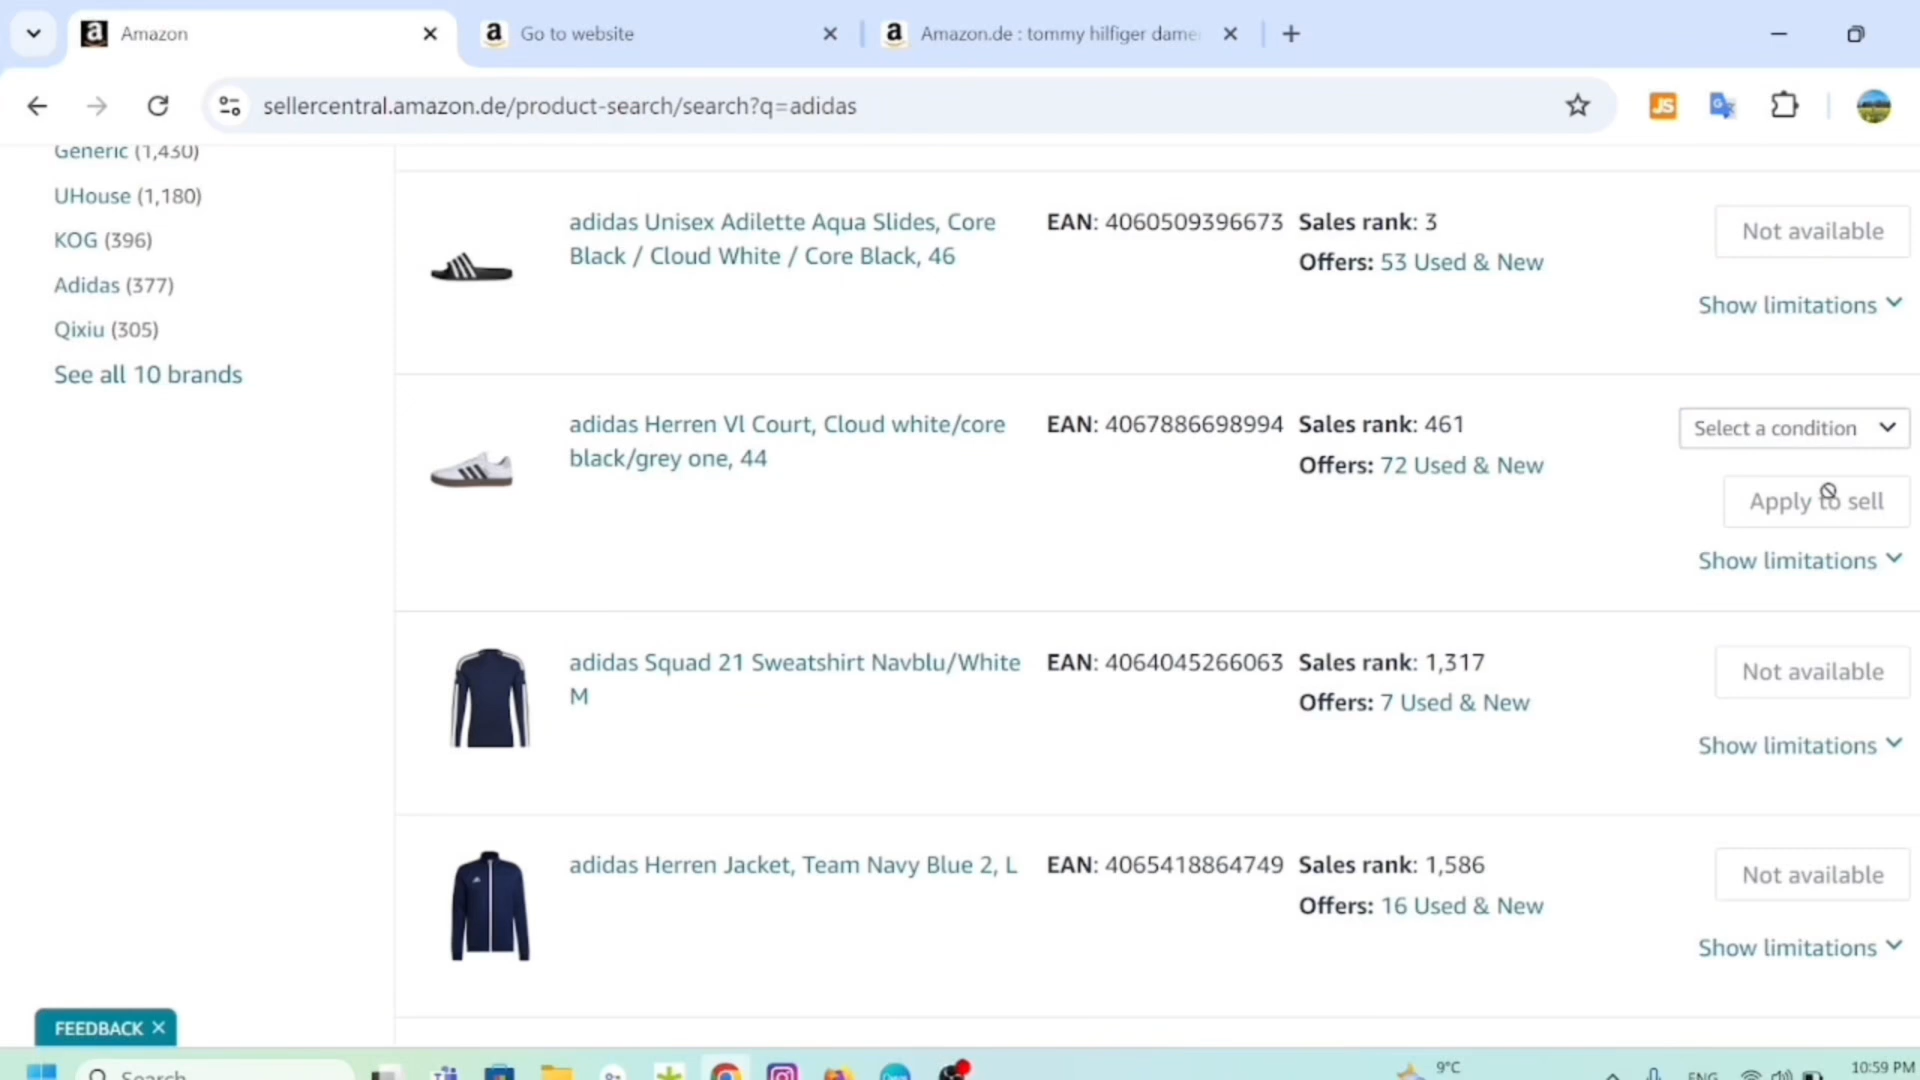 Amazon
Go to website
Amazon.de : tommy hilfiger dame
sellercentral.amazon.de/product-search/search?q=adidas
JS
Generic (1,430)
UHouse (1,180)
KOG (396)
Adidas (377)
Qixiu (305)
See all 10 brands
adidas Unisex Adilette Aqua Slides, Core
Black / Cloud White / Core Black, 46
EAN: 4060509396673
Sales rank: 3
Offers: 53 Used & New
Not available
Show limitations
adidas Herren Vl Court, Cloud white/core
black/grey one, 44
EAN: 4067886698994
Sales rank: 461
Offers: 72 Used & New
Select a condition
Apply to sell
Show limitations
adidas Squad 21 Sweatshirt Navblu/White
M
EAN: 4064045266063
Sales rank: 1,317
Offers: 7 Used & New
Not available
Show limitations
adidas Herren Jacket, Team Navy Blue 2, L
EAN: 4065418864749
Sales rank: 1,586
Offers: 16 Used & New
Not available
Show limitations
FEEDBACK
Search
9°C
ENG
10:59 PM